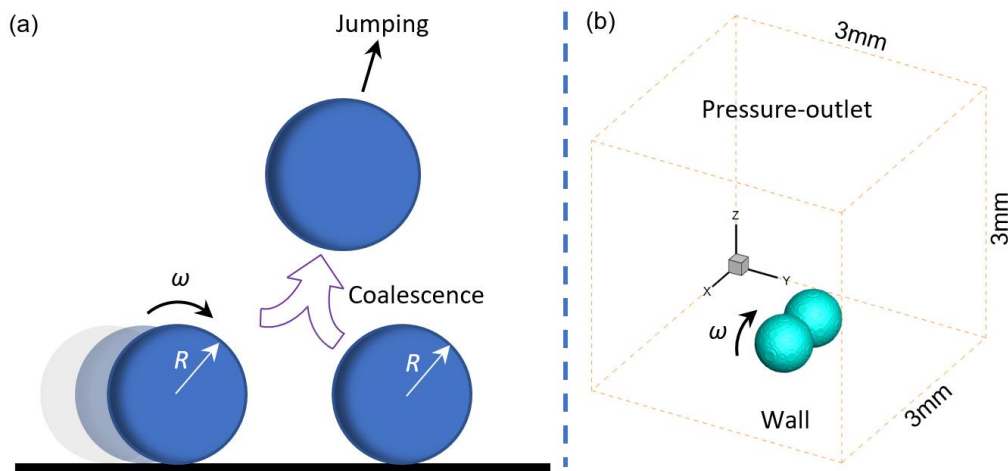 (a)
Jumping
ω
Coalescence
R
R
(b)
3mm
Pressure-outlet
3mm
Z
Y
X
ω
Wall
3mm